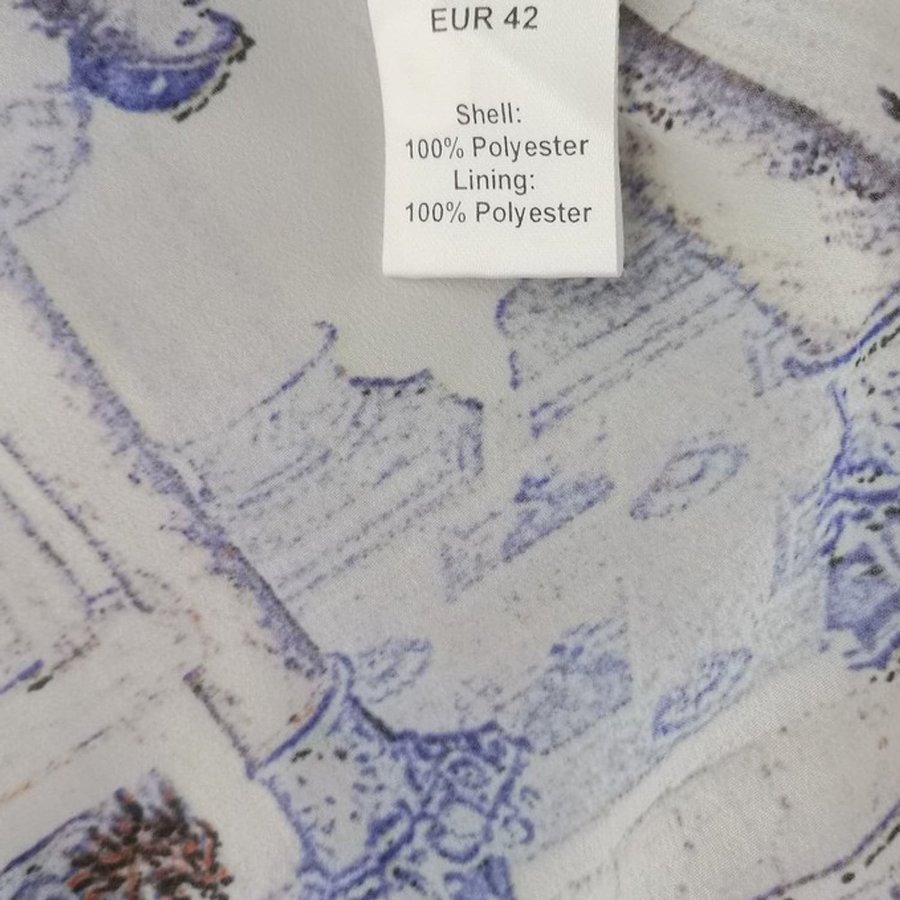 EUR 42
Shell:
100% Polyester
Lining:
100% Polyester